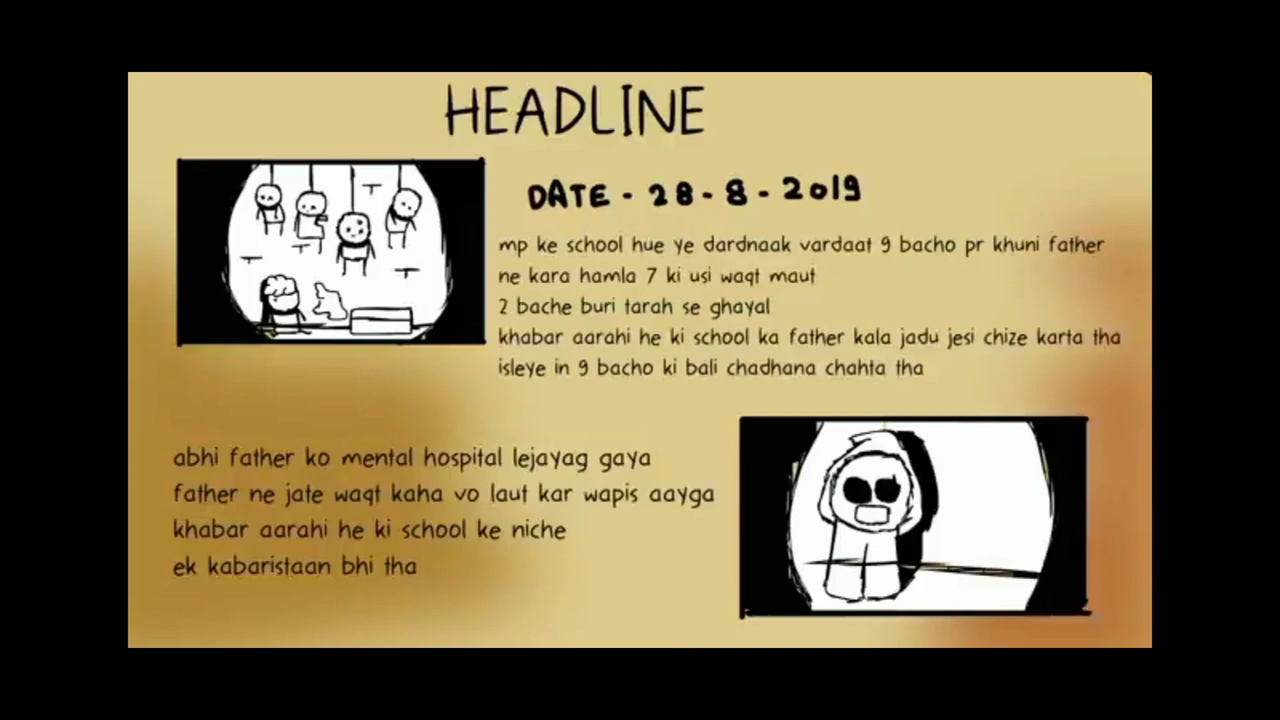 HEADLINE
DATE - 28 - 8 - 2019
mp ke school hue ye dardnaak vardaat 9 bacho pr khuni father
ne kara hamla 7 ki usi waqt maut
2 bache buri tarah se ghayal
khabar aarahi he ki school ka father kala jadu jesi chize karta tha
isleye in 9 bacho ki bali chadhana chahta tha
abhi father ko mental hospital lejayag gaya
father ne jate waqt kaha vo laut kar wapis aayga
khabar aarahi he ki school ke niche
ek kabaristaan bhi tha